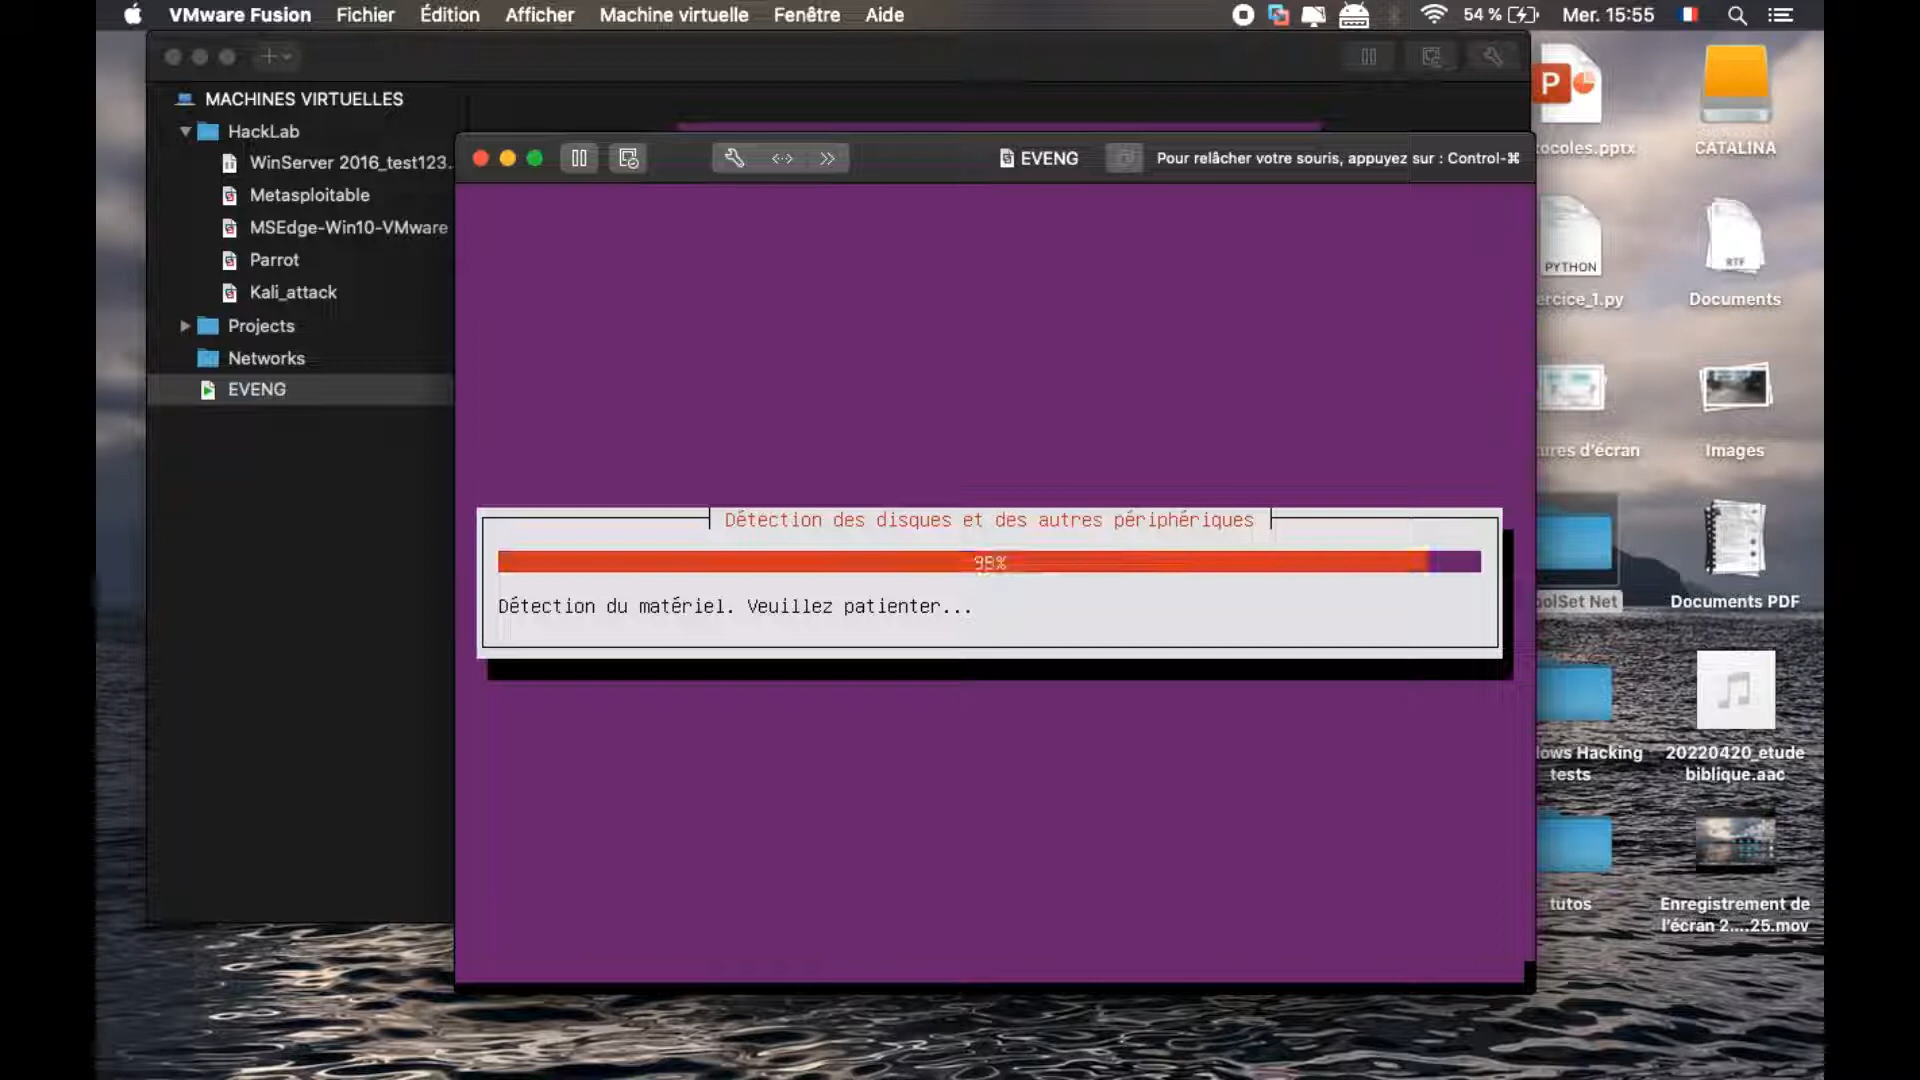 VMware Fusion Fichier Édition Afficher Machine virtuelle Fenêtre Aide 54 % Mer. 15:55
MACHINES VIRTUELLES
HackLab
WinServer 2016_test123..
Metasploitable
MSEdge-Win10-VMware
Parrot
Kali_attack
Projects
Networks
EVENG
EVENG Pour relâcher votre souris, appuyez sur : Control-⌘
Détection des disques et des autres périphériques
Détection du matériel. Veuillez patienter...
P
ocoles.pptx
CATALINA
PYTHON
ercice_1.py
RTF
Documents
ures d'écran
Images
olSet Net
Documents PDF
ows Hacking
tests
20220420_etude
biblique.aac
tutos
Enregistrement de
l'écran 2....25.mov